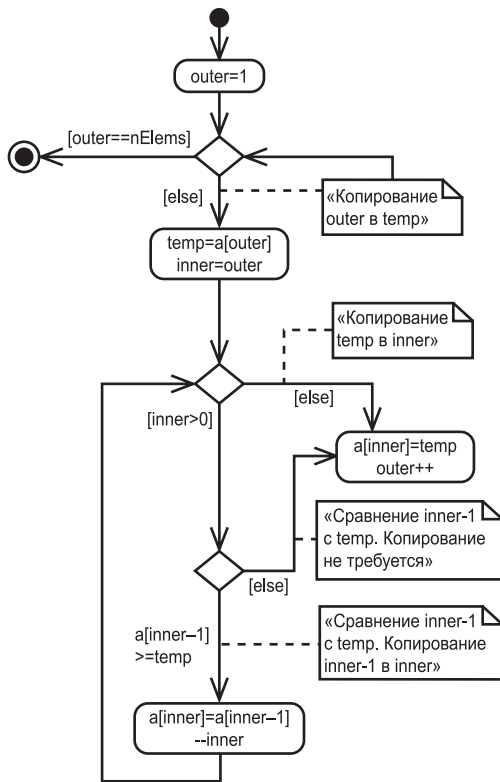 outer=1
[outer==nElems]
[else]
«Копирование
outer в temp»
temp=a[outer]
inner=outer
«Копирование
temp в inner»
[else]
[inner>0]
a[inner]=temp
outer++
«Сравнение inner-1
с temp. Копирование
не требуется»
[else]
a[inner–1]
>=temp
«Сравнение inner-1
с temp. Копирование
inner-1 в inner»
a[inner]=a[inner–1]
--inner